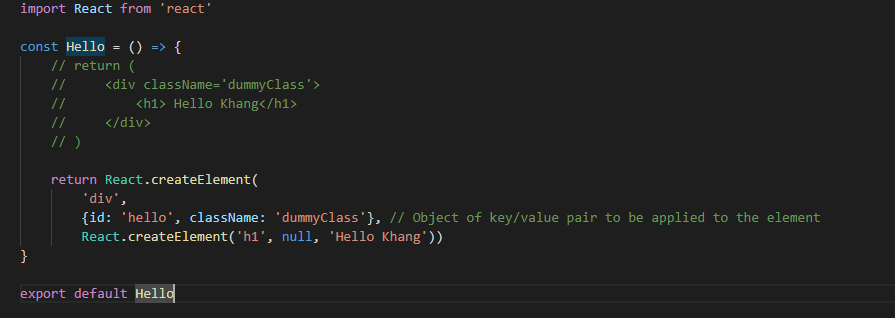 import React from 'react'
const Hello = () => {
// return (
//     <div className='dummyClass'>
//         <h1> Hello Khang</h1>
//     </div>
// )
return React.createElement(
'div',
{id: 'hello', className: 'dummyClass'}, // Object of key/value pair to be applied to the element
React.createElement('h1', null, 'Hello Khang'))
}
export default Hello